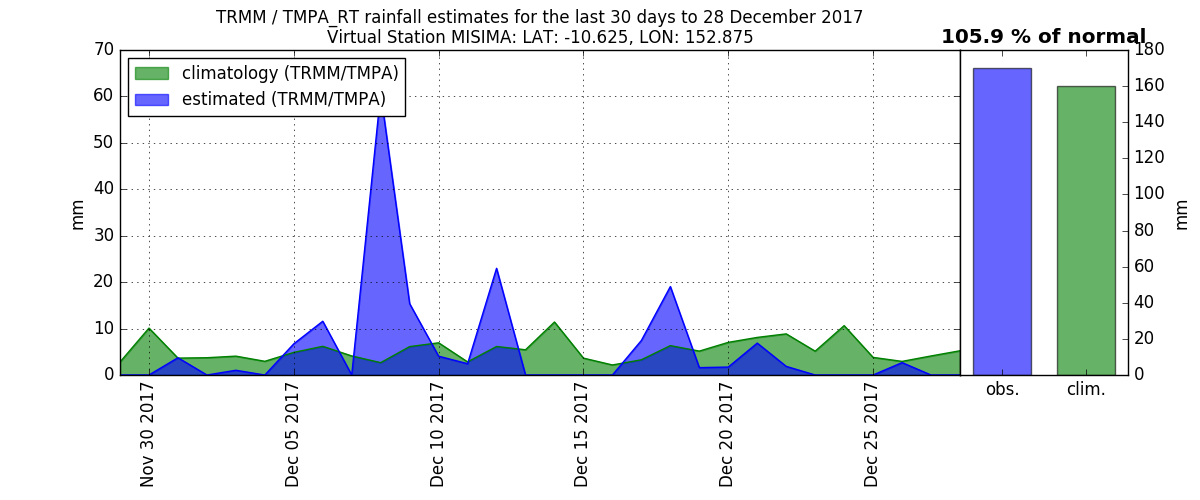 TRMM / TMPA_RT rainfall estimates for the last 30 days to 28 December 2017
Virtual Station MISIMA: LAT: -10.625, LON: 152.875
105.9 % of normal
climatology (TRMM/TMPA)
estimated (TRMM/TMPA)
70
60
50
40
30
20
10
0
mm
Nov 30 2017
Dec 05 2017
Dec 10 2017
Dec 15 2017
Dec 20 2017
Dec 25 2017
180
160
140
120
100
80
60
40
20
0
mm
obs.
clim.